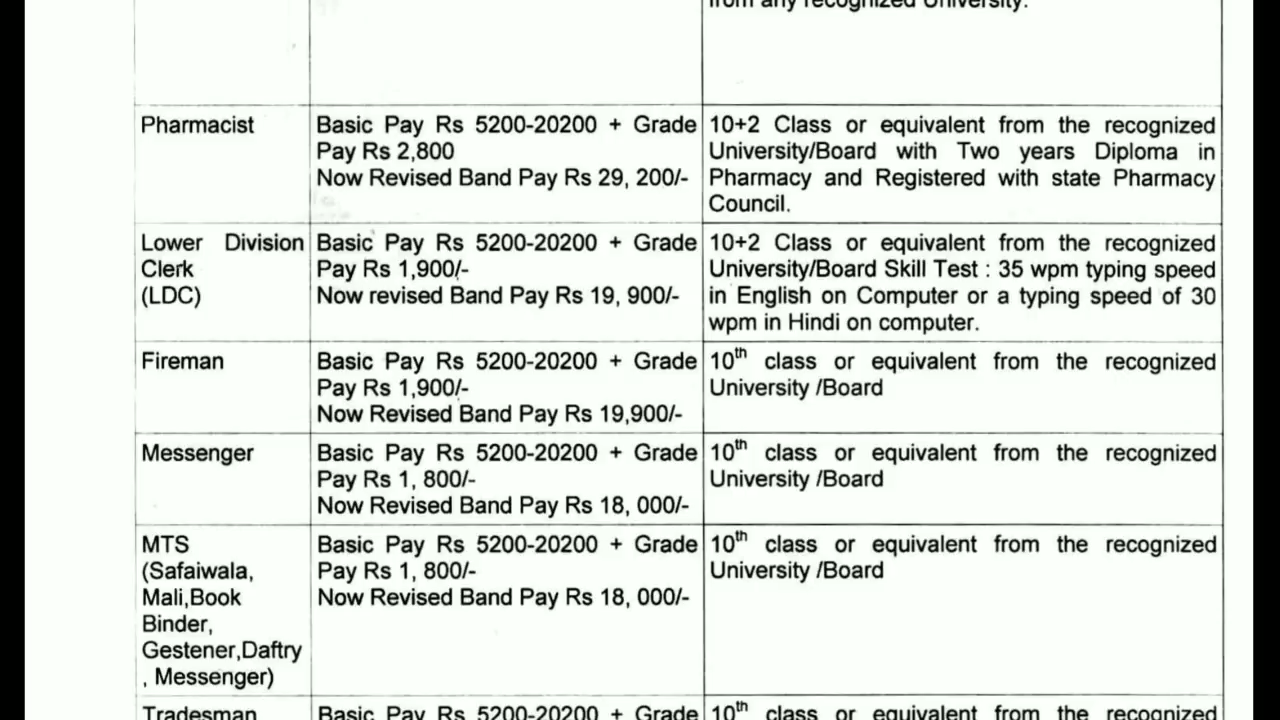 from any recognized University.
Pharmacist
Basic Pay Rs 5200-20200 + Grade
Pay Rs 2,800
Now Revised Band Pay Rs 29, 200/-
10+2 Class or equivalent from the recognized
University/Board with Two years Diploma in
Pharmacy and Registered with state Pharmacy
Council.
Lower Division
Clerk
(LDC)
Basic Pay Rs 5200-20200 + Grade
Pay Rs 1,900/-
Now revised Band Pay Rs 19, 900/-
10+2 Class or equivalent from the recognized
University/Board Skill Test : 35 wpm typing speed
in English on Computer or a typing speed of 30
wpm in Hindi on computer.
Fireman
Basic Pay Rs 5200-20200 + Grade
Pay Rs 1,900/-
Now Revised Band Pay Rs 19,900/-
10th class or equivalent from the recognized
University /Board
Messenger
Basic Pay Rs 5200-20200 + Grade
Pay Rs 1, 800/-
Now Revised Band Pay Rs 18, 000/-
10th class or equivalent from the recognized
University /Board
MTS
(Safaiwala,
Mali,Book
Binder,
Gestener,Daftry
, Messenger)
Basic Pay Rs 5200-20200 + Grade
Pay Rs 1, 800/-
Now Revised Band Pay Rs 18, 000/-
10th class or equivalent from the recognized
University /Board
Tradesman
Basic Pay Rs 5200-20200 + Grade
10th class or equivalent from the recognized